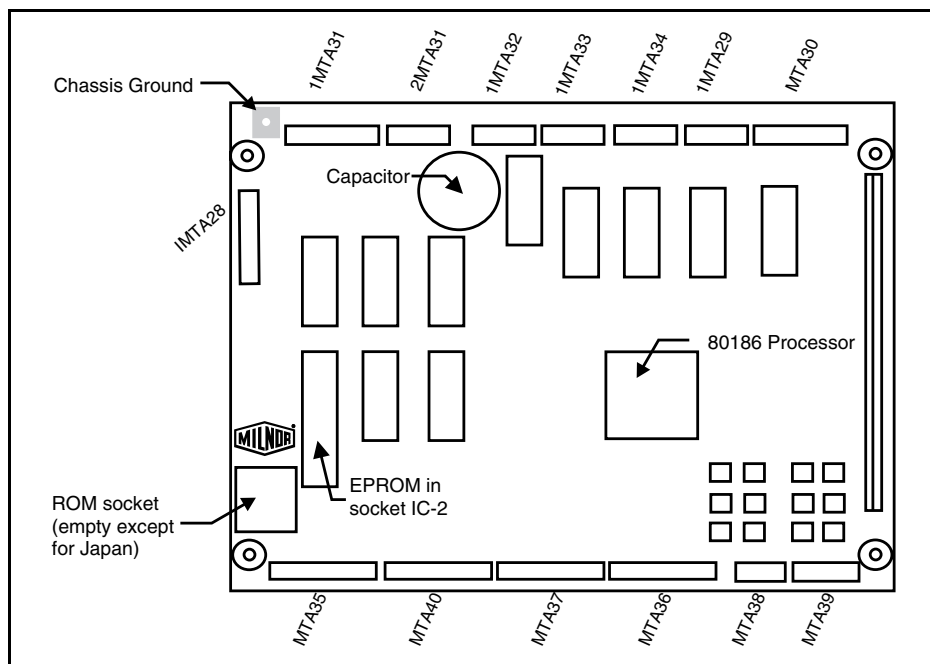 1MTA31
2MTA31
1MTA32
1MTA33
1MTA34
1MTA29
MTA30
Chassis Ground
Capacitor
IMTA28
80186 Processor
MILNOR
EPROM in
socket IC-2
ROM socket
(empty except
for Japan)
MTA35
MTA40
MTA37
MTA36
MTA38
MTA39